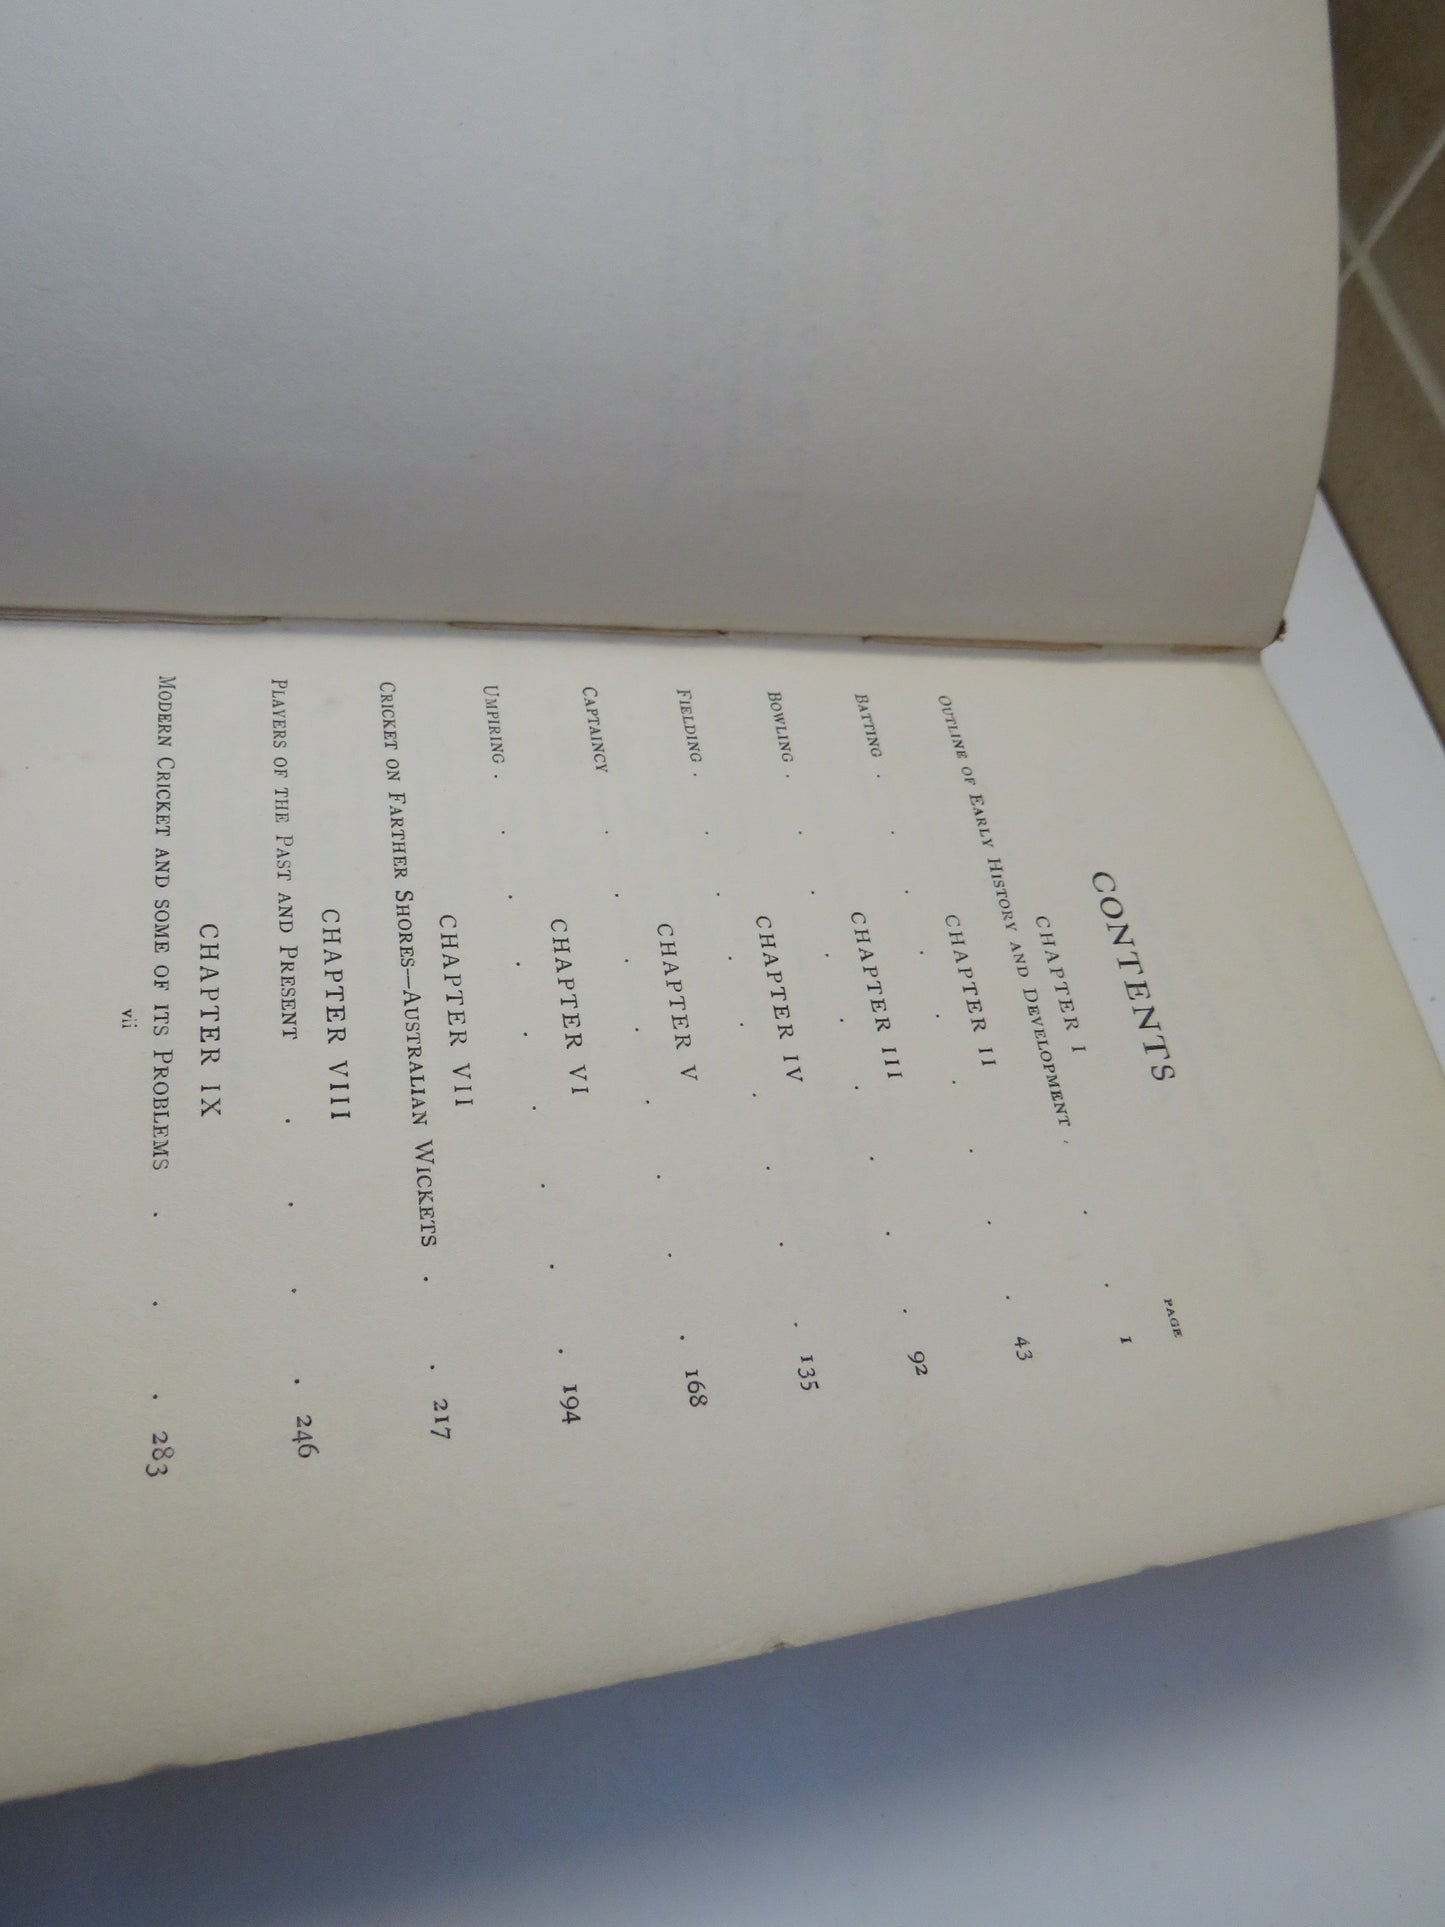 CONTENTS
PAGE
CHAPTER I
Outline of Early History and Development . . . 1
CHAPTER II
Batting . . . . . . . . . 43
CHAPTER III
Bowling . . . . . . . . . 92
CHAPTER IV
Fielding . . . . . . . . . 135
CHAPTER V
Captaincy . . . . . . . . 168
CHAPTER VI
Umpiring . . . . . . . . . 194
CHAPTER VII
Cricket on Farther Shores—Australian Wickets . . 217
CHAPTER VIII
Players of the Past and Present . . . . 246
CHAPTER IX
Modern Cricket and some of its Problems . . . 283
vii